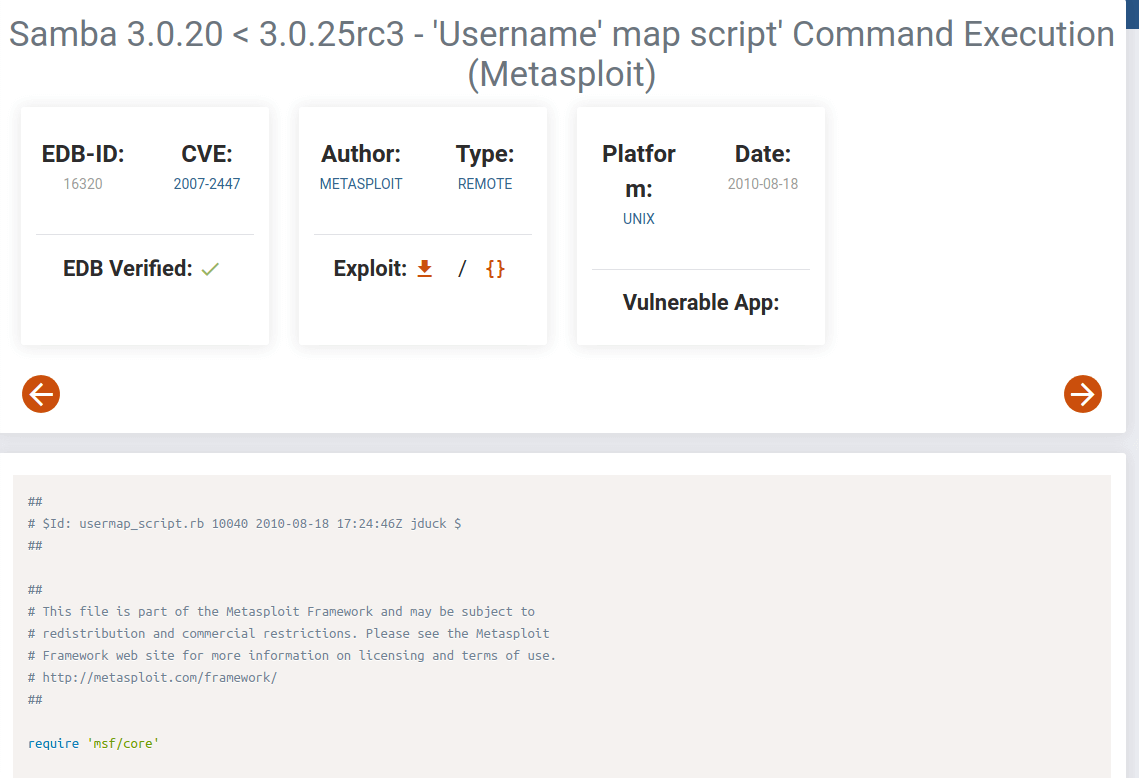 Samba 3.0.20 < 3.0.25rc3 - 'Username' map script' Command Execution
(Metasploit)
EDB-ID:
16320
CVE:
2007-2447
EDB Verified:
Author:
METASPLOIT
Type:
REMOTE
Exploit: / {}
Platfor
m:
UNIX
Date:
2010-08-18
Vulnerable App:
##
# $Id: usermap_script.rb 10040 2010-08-18 17:24:46Z jduck $
##
##
# This file is part of the Metasploit Framework and may be subject to
# redistribution and commercial restrictions. Please see the Metasploit
# Framework web site for more information on licensing and terms of use.
# http://metasploit.com/framework/
##
require 'msf/core'